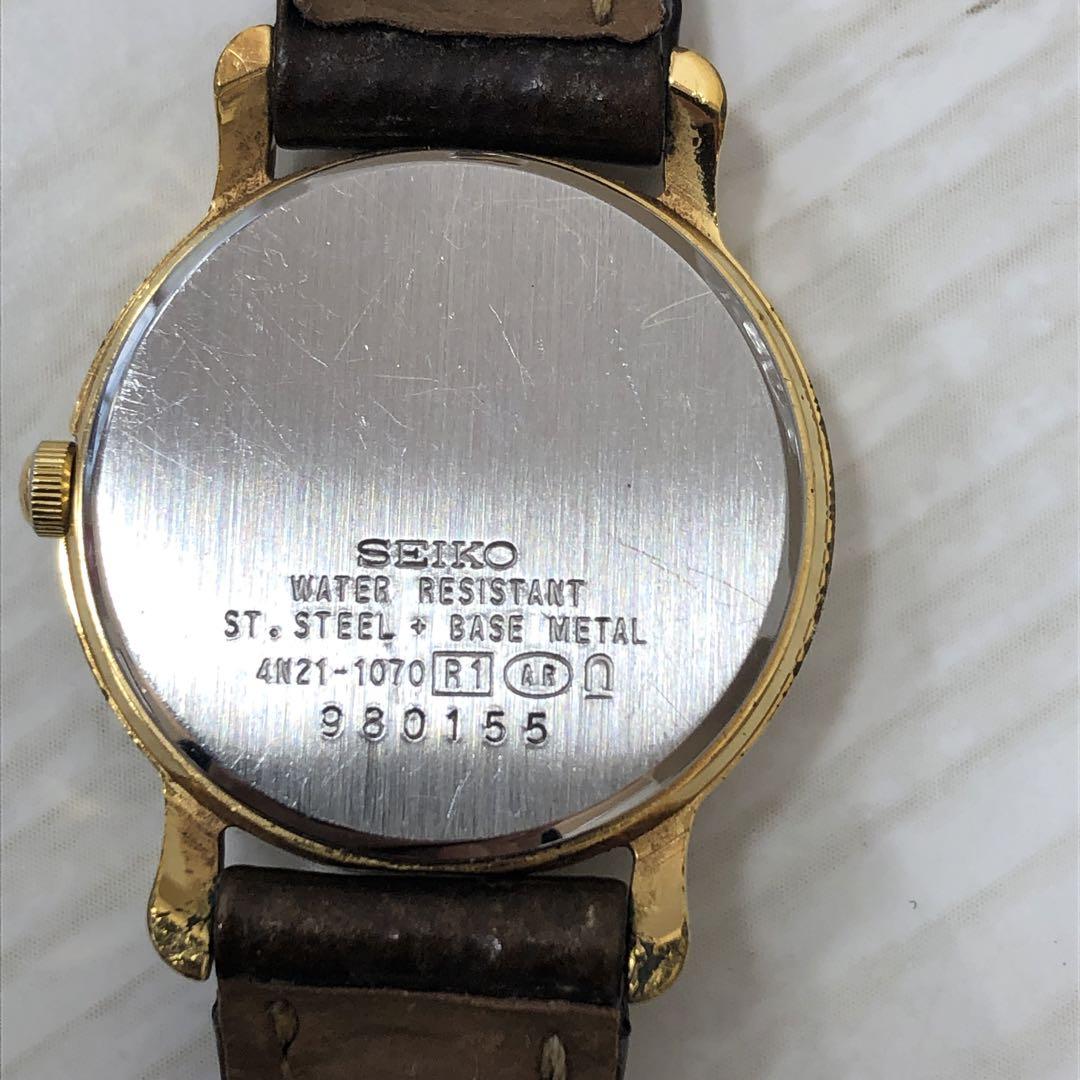 SEIKO
WATER RESISTANT
ST. STEEL + BASE METAL
4N21-1070 R1 AR Ω
980155